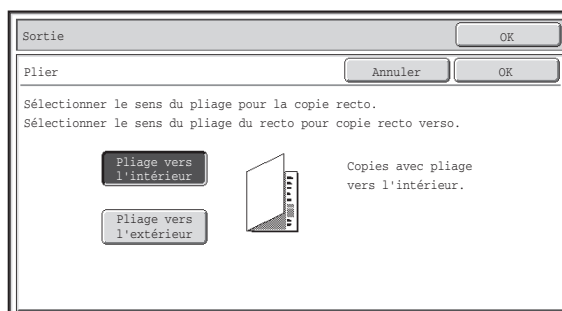 Sortie OK
Plier Annuler OK
Sélectionner le sens du pliage pour la copie recto.
Sélectionner le sens du pliage du recto pour copie recto verso.
Pliage vers
l'intérieur
Copies avec pliage
vers l'intérieur.
Pliage vers
l'extérieur